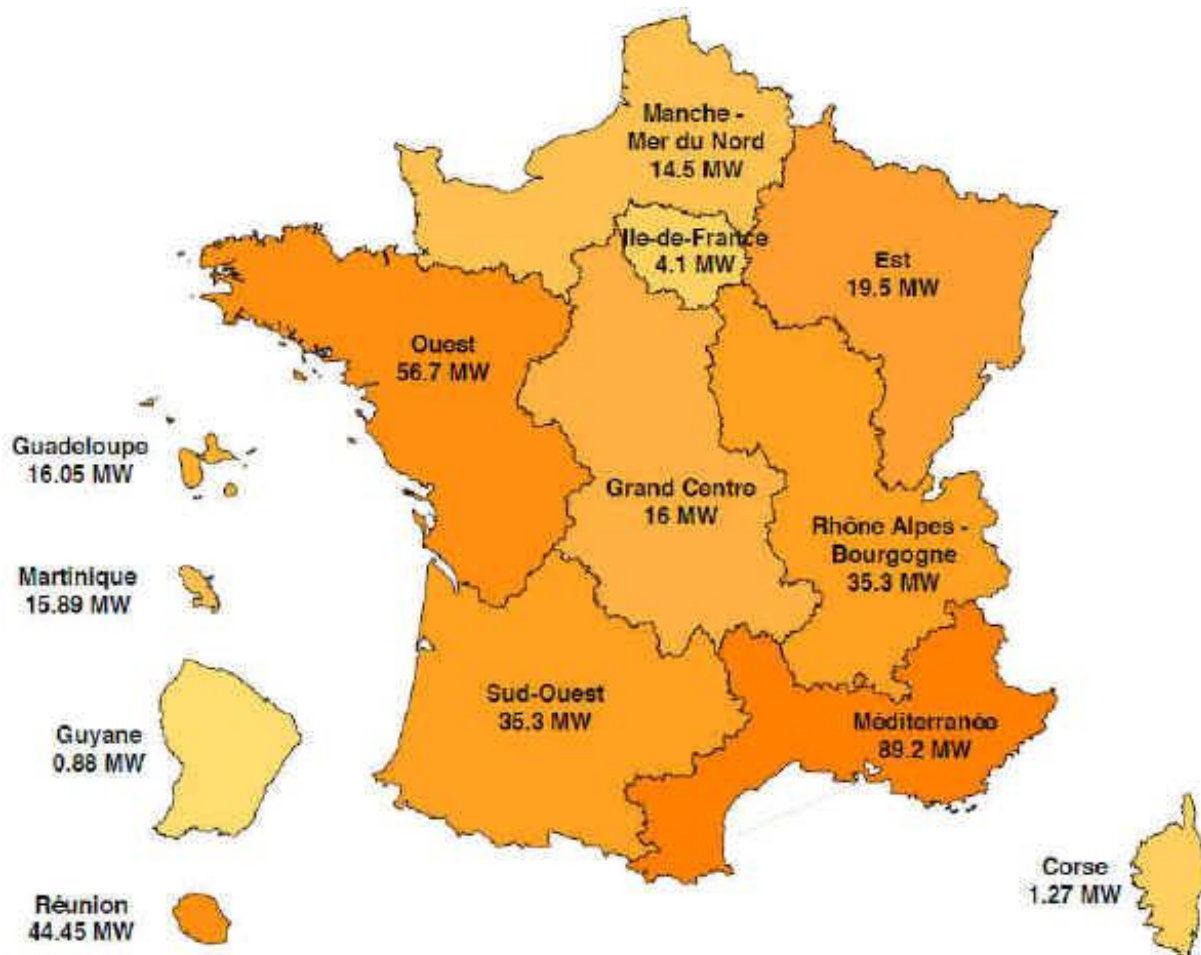 Manche -
Mer du Nord
14.5 MW
Ile-de-France
4.1 MW
Est
19.5 MW
Ouest
56.7 MW
Guadeloupe
16.05 MW
Grand Centre
16 MW
Rhône Alpes -
Bourgogne
35.3 MW
Martinique
15.89 MW
Sud-Ouest
35.3 MW
Méditerranée
89.2 MW
Guyane
0.88 MW
Corse
1.27 MW
Réunion
44.45 MW